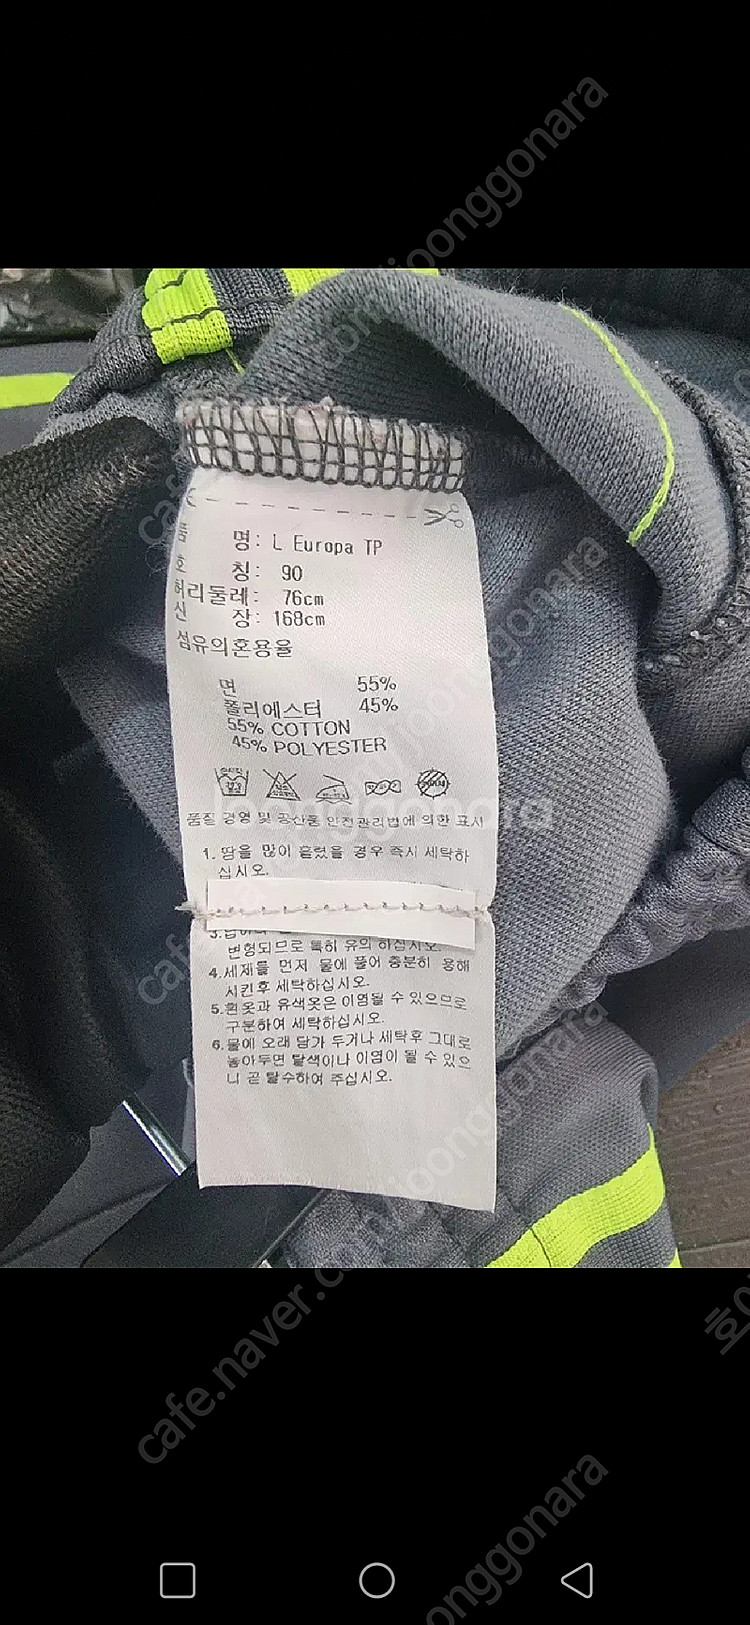 품 명: L Europa TP
호 칭: 90
허리둘레: 76cm
신 장: 168cm
섬유의혼용율
면 55%
폴리에스터 45%
55% COTTON
45% POLYESTER
품질 경영 및 공산품 안전관리법에 의한 표시
1. 땀을 많이 흘렸을 경우 즉시 세탁하
십시오.
변형되므로 특히 유의 하십시오.
4.세제를 먼저 물에 풀어 충분히 용해
시킨후 세탁하십시오.
5.흰옷과 유색옷은 이염될 수 있으므로
구분하여 세탁하십시오.
6.물에 오래 담가 두거나 세탁후 그대로
놓아두면 탈색이나 이염이 될 수 있으
니 곧 탈수하여 주십시오.
cafe.naver.com/joonggonara